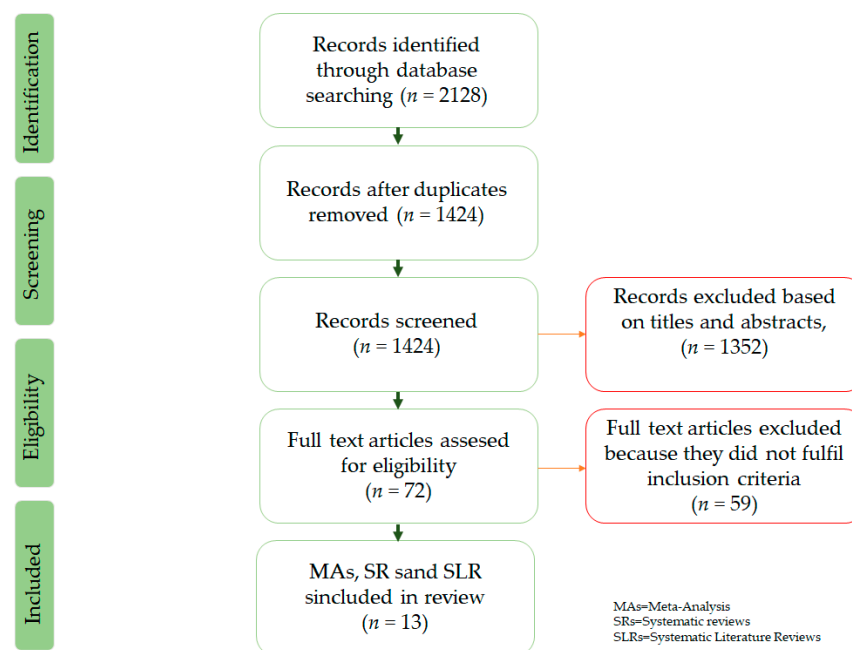 Identification
Records identified
through database
searching (n = 2128)
Records after duplicates
removed (n = 1424)
Screening
Records screened
(n = 1424)
Records excluded based
on titles and abstracts,
(n = 1352)
Eligibility
Full text articles assesed
for eligibility
(n = 72)
Full text articles excluded
because they did not fulfil
inclusion criteria
(n = 59)
Included
MAs, SR sand SLR
sincluded in review
(n = 13)
MAs=Meta-Analysis
SRs=Systematic reviews
SLRs=Systematic Literature Reviews